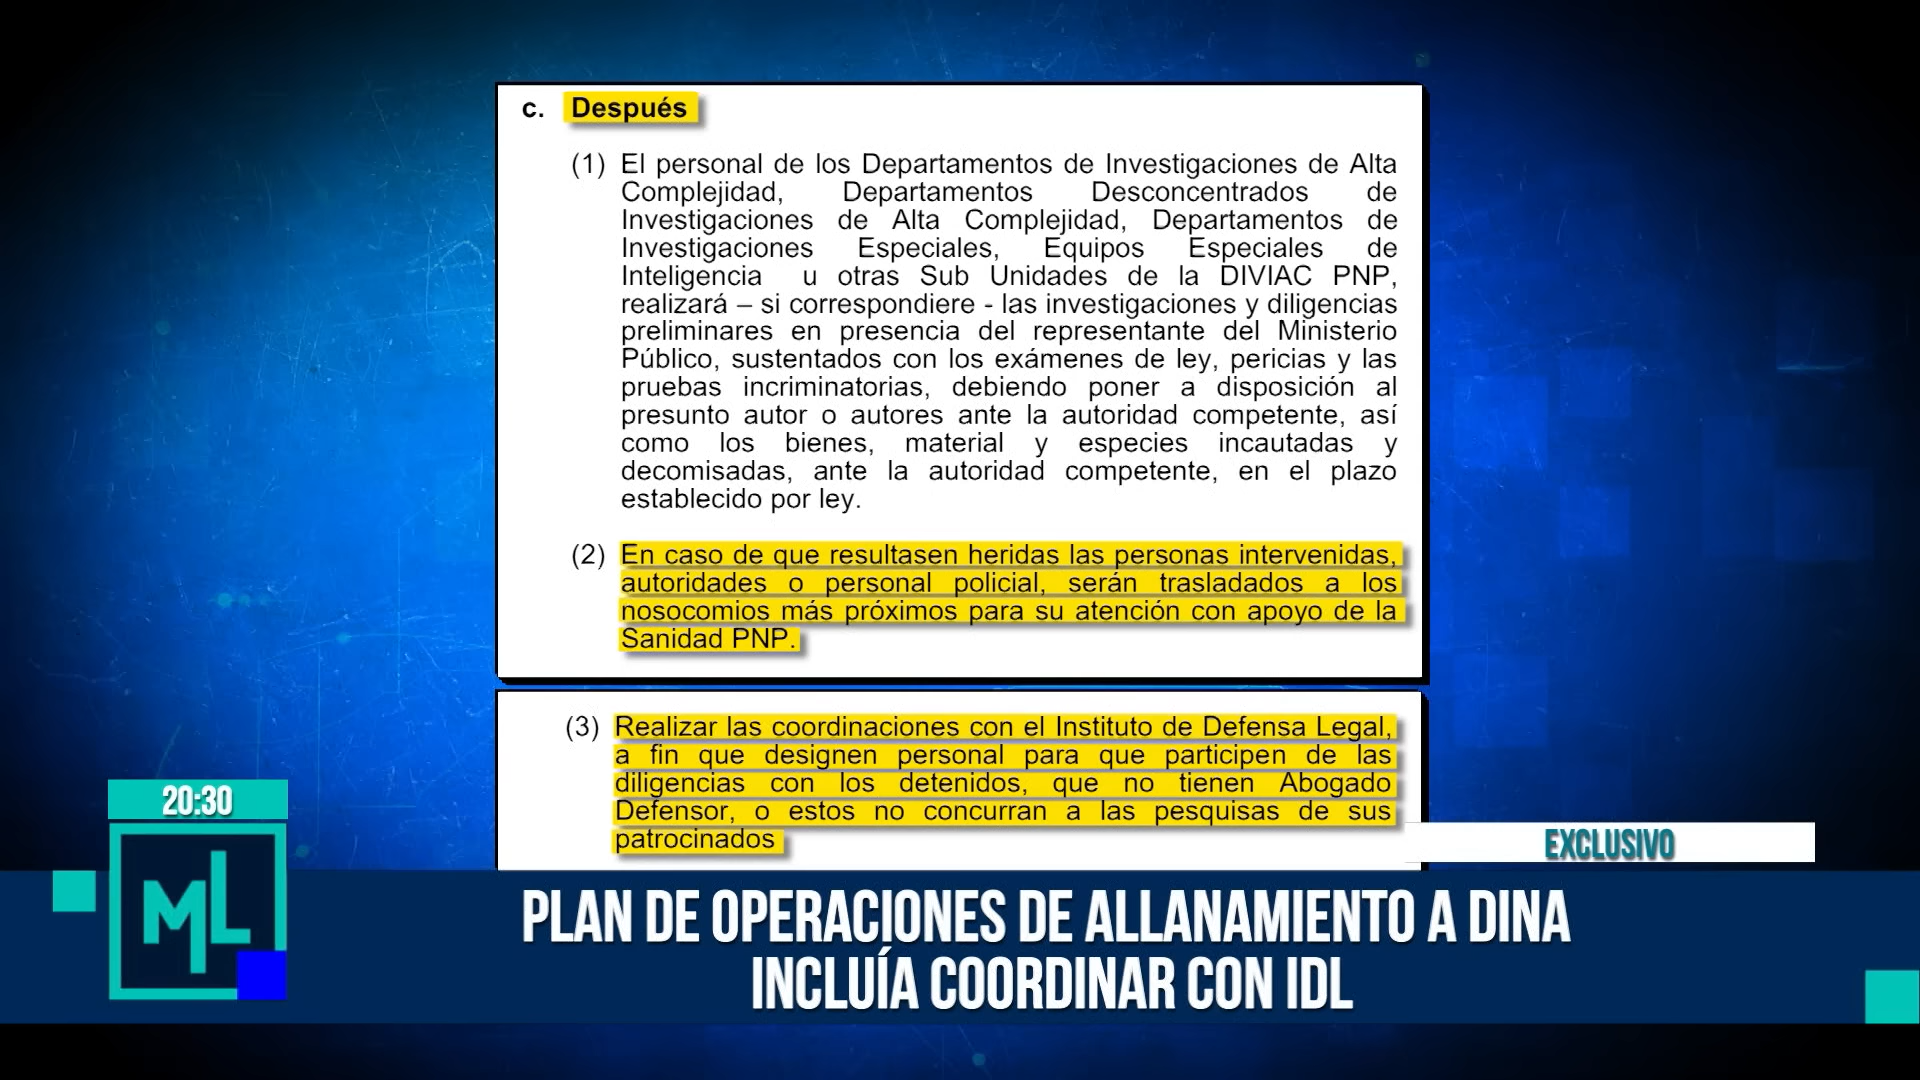 c. Después
(1) El personal de los Departamentos de Investigaciones de Alta
Complejidad, Departamentos Desconcentrados de
Investigaciones de Alta Complejidad, Departamentos de
Investigaciones Especiales, Equipos Especiales de
Inteligencia u otras Sub Unidades de la DIVIAC PNP,
realizará – si correspondiere - las investigaciones y diligencias
preliminares en presencia del representante del Ministerio
Público, sustentados con los exámenes de ley, pericias y las
pruebas incriminatorias, debiendo poner a disposición al
presunto autor o autores ante la autoridad competente, así
como los bienes, material y especies incautadas y
decomisadas, ante la autoridad competente, en el plazo
establecido por ley.
(2) En caso de que resultasen heridas las personas intervenidas,
autoridades o personal policial, serán trasladados a los
nosocomios más próximos para su atención con apoyo de la
Sanidad PNP.
(3) Realizar las coordinaciones con el Instituto de Defensa Legal,
a fin que designen personal para que participen de las
diligencias con los detenidos, que no tienen Abogado
Defensor, o estos no concurran a las pesquisas de sus
patrocinados
20:30
ML
EXCLUSIVO
PLAN DE OPERACIONES DE ALLANAMIENTO A DINA
INCLUÍA COORDINAR CON IDL